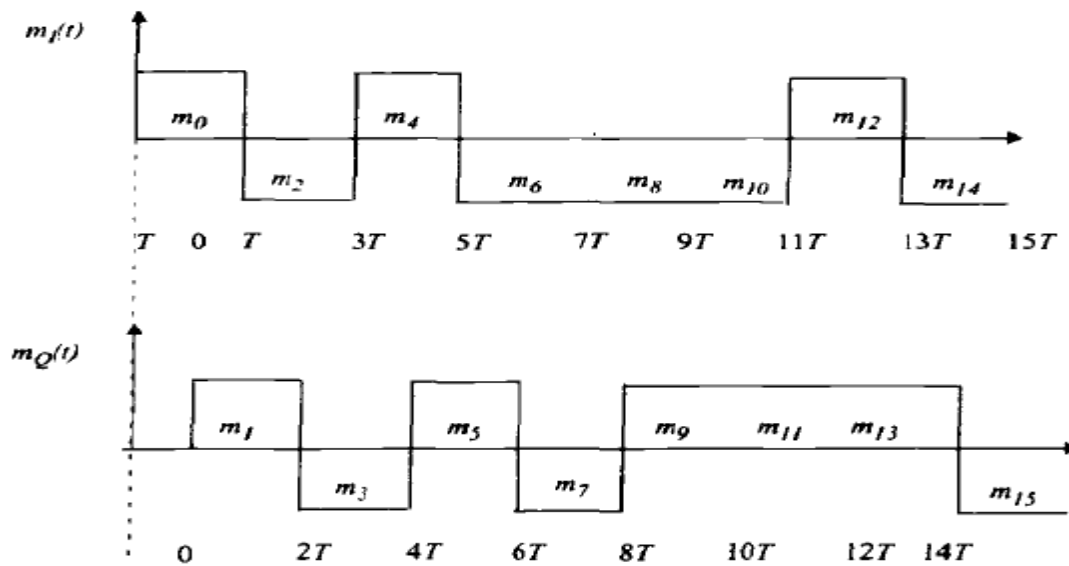 m_I(t)
m_0 m_4 m_12
m_2 m_6 m_8 m_10 m_14
T 0 T 3T 5T 7T 9T 11T 13T 15T
m_Q(t)
m_1 m_5 m_9 m_11 m_13
m_3 m_7 m_15
0 2T 4T 6T 8T 10T 12T 14T